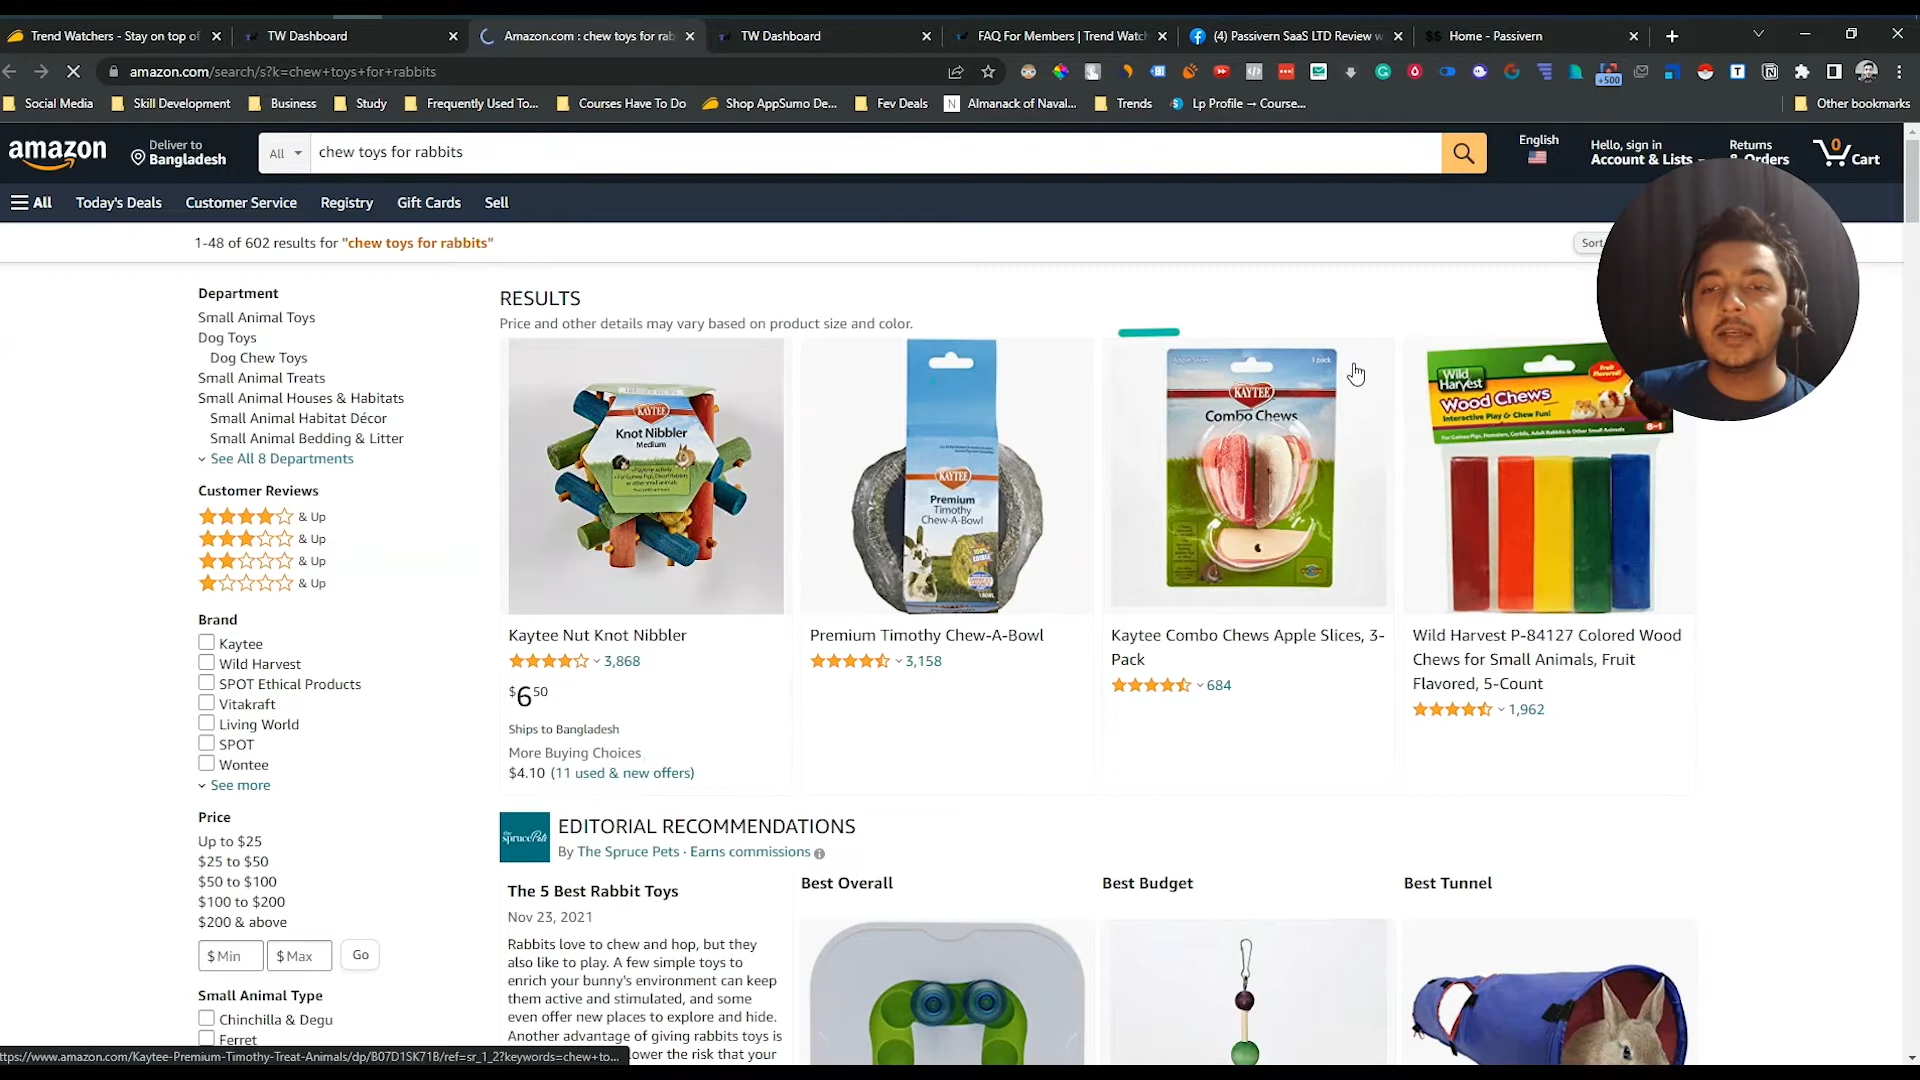 Trend Watchers - Stay on top of
TW Dashboard
Amazon.com : chew toys for rab
TW Dashboard
FAQ For Members | Trend Watch
(4) Passivern SaaS LTD Review w
SS Home - Passivern
amazon.com/search/s?k=chew+toys+for+rabbits
+500
Social Media
Skill Development
Business
Study
Frequently Used To...
Courses Have To Do
Shop AppSumo De...
Fev Deals
N Almanack of Naval...
Trends
Lp Profile → Course...
Other bookmarks
amazon
Deliver to
Bangladesh
All
chew toys for rabbits
English
Hello, sign in
Account & Lists
Returns
& Orders
0
Cart
All
Today's Deals
Customer Service
Registry
Gift Cards
Sell
1-48 of 602 results for "chew toys for rabbits"
Sort
Department
Small Animal Toys
Dog Toys
Dog Chew Toys
Small Animal Treats
Small Animal Houses & Habitats
Small Animal Habitat Décor
Small Animal Bedding & Litter
See All 8 Departments
Customer Reviews
& Up
& Up
& Up
& Up
Brand
Kaytee
Wild Harvest
SPOT Ethical Products
Vitakraft
Living World
SPOT
Wontee
See more
Price
Up to $25
$25 to $50
$50 to $100
$100 to $200
$200 & above
$ Min
$ Max
Go
Small Animal Type
Chinchilla & Degu
Ferret
RESULTS
Price and other details may vary based on product size and color.
KAYTEE
Knot Nibbler
Medium
Kaytee Nut Knot Nibbler
3,868
$6 50
Ships to Bangladesh
More Buying Choices
$4.10 (11 used & new offers)
KAYTEE
Premium
Timothy
Chew-A-Bowl
100%
EDIBLE
Premium Timothy Chew-A-Bowl
3,158
Apple Slices
3 pack
KAYTEE
Combo Chews
Kaytee Combo Chews Apple Slices, 3-
Pack
684
Wild
Harvest
Fruit
Flavored!
Wood Chews
Interactive Play & Chew Fun!
Wild Harvest P-84127 Colored Wood
Chews for Small Animals, Fruit
Flavored, 5-Count
1,962
the
sprucePets
EDITORIAL RECOMMENDATIONS
By The Spruce Pets · Earns commissions
The 5 Best Rabbit Toys
Nov 23, 2021
Rabbits love to chew and hop, but they
also like to play. A few simple toys to
enrich your bunny's environment can keep
them active and stimulated, and some
even offer new places to explore and hide.
Another advantage of giving rabbits toys is
lower the risk that your
Best Overall
Best Budget
Best Tunnel
ttps://www.amazon.com/Kaytee-Premium-Timothy-Treat-Animals/dp/B07D1SK71B/ref=sr_1_2?keywords=chew+to...